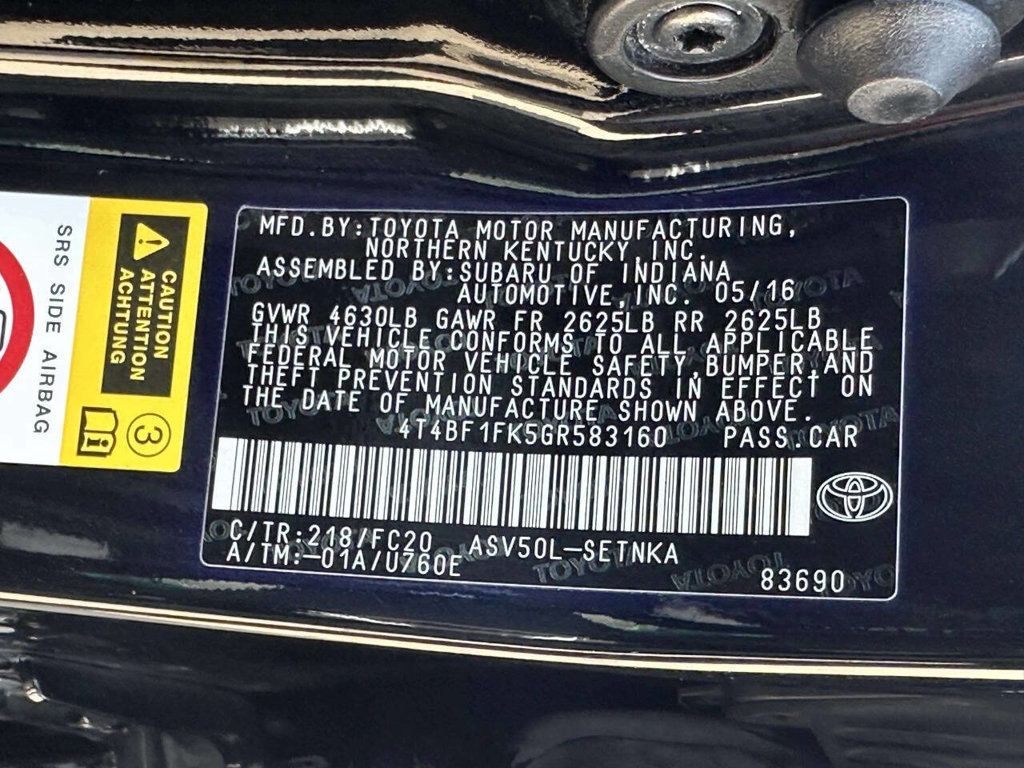 MFD.BY:TOYOTA MOTOR MANUFACTURING,
NORTHERN KENTUCKY,INC.
ASSEMBLED BY:SUBARU OF INDIANA
AUTOMOTIVE,INC. 05/16
GVWR 4630LB GAWR FR 2625LB RR 2625LB
THIS VEHICLE CONFORMS TO ALL APPLICABLE
FEDERAL MOTOR VEHICLE SAFETY,BUMPER,AND
THEFT PREVENTION STANDARDS IN EFFECT ON
THE DATE OF MANUFACTURE SHOWN ABOVE.
4T4BF1FK5GR583160 PASS.CAR
C/TR:218/FC20 ASV50L-SETNKA
A/TM:-01A/U760E
83690
CAUTION
ATTENTION
ACHTUNG
3
SRS SIDE AIRBAG